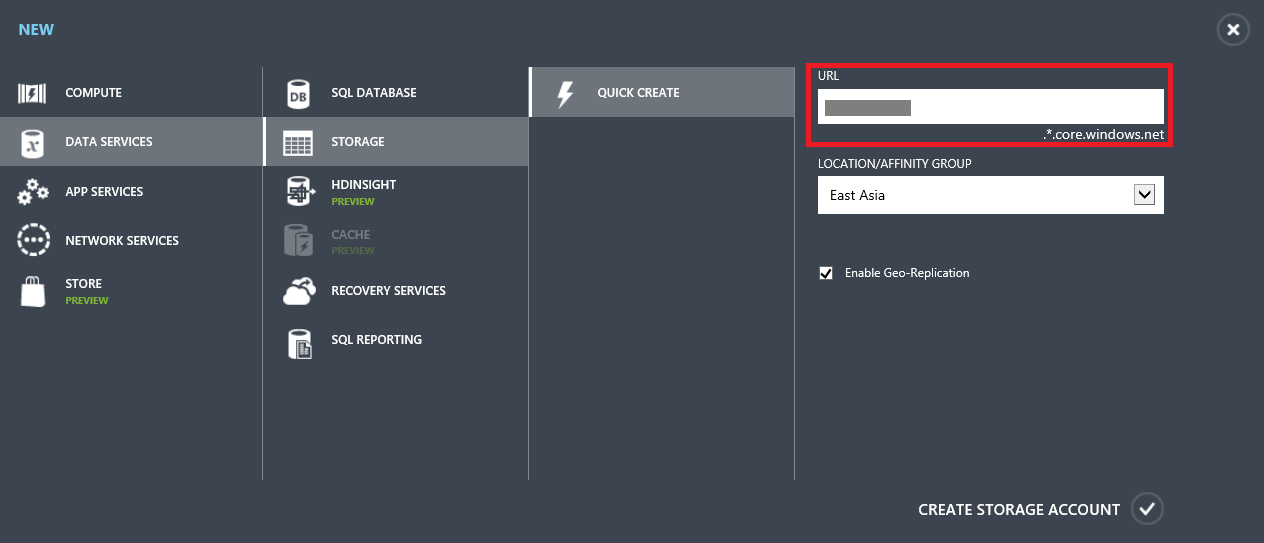 NEW
COMPUTE
DATA SERVICES
APP SERVICES
NETWORK SERVICES
STORE
PREVIEW
DB
SQL DATABASE
STORAGE
HDINSIGHT
PREVIEW
CACHE
PREVIEW
RECOVERY SERVICES
SQL REPORTING
QUICK CREATE
URL
.*.core.windows.net
LOCATION/AFFINITY GROUP
East Asia
Enable Geo-Replication
CREATE STORAGE ACCOUNT